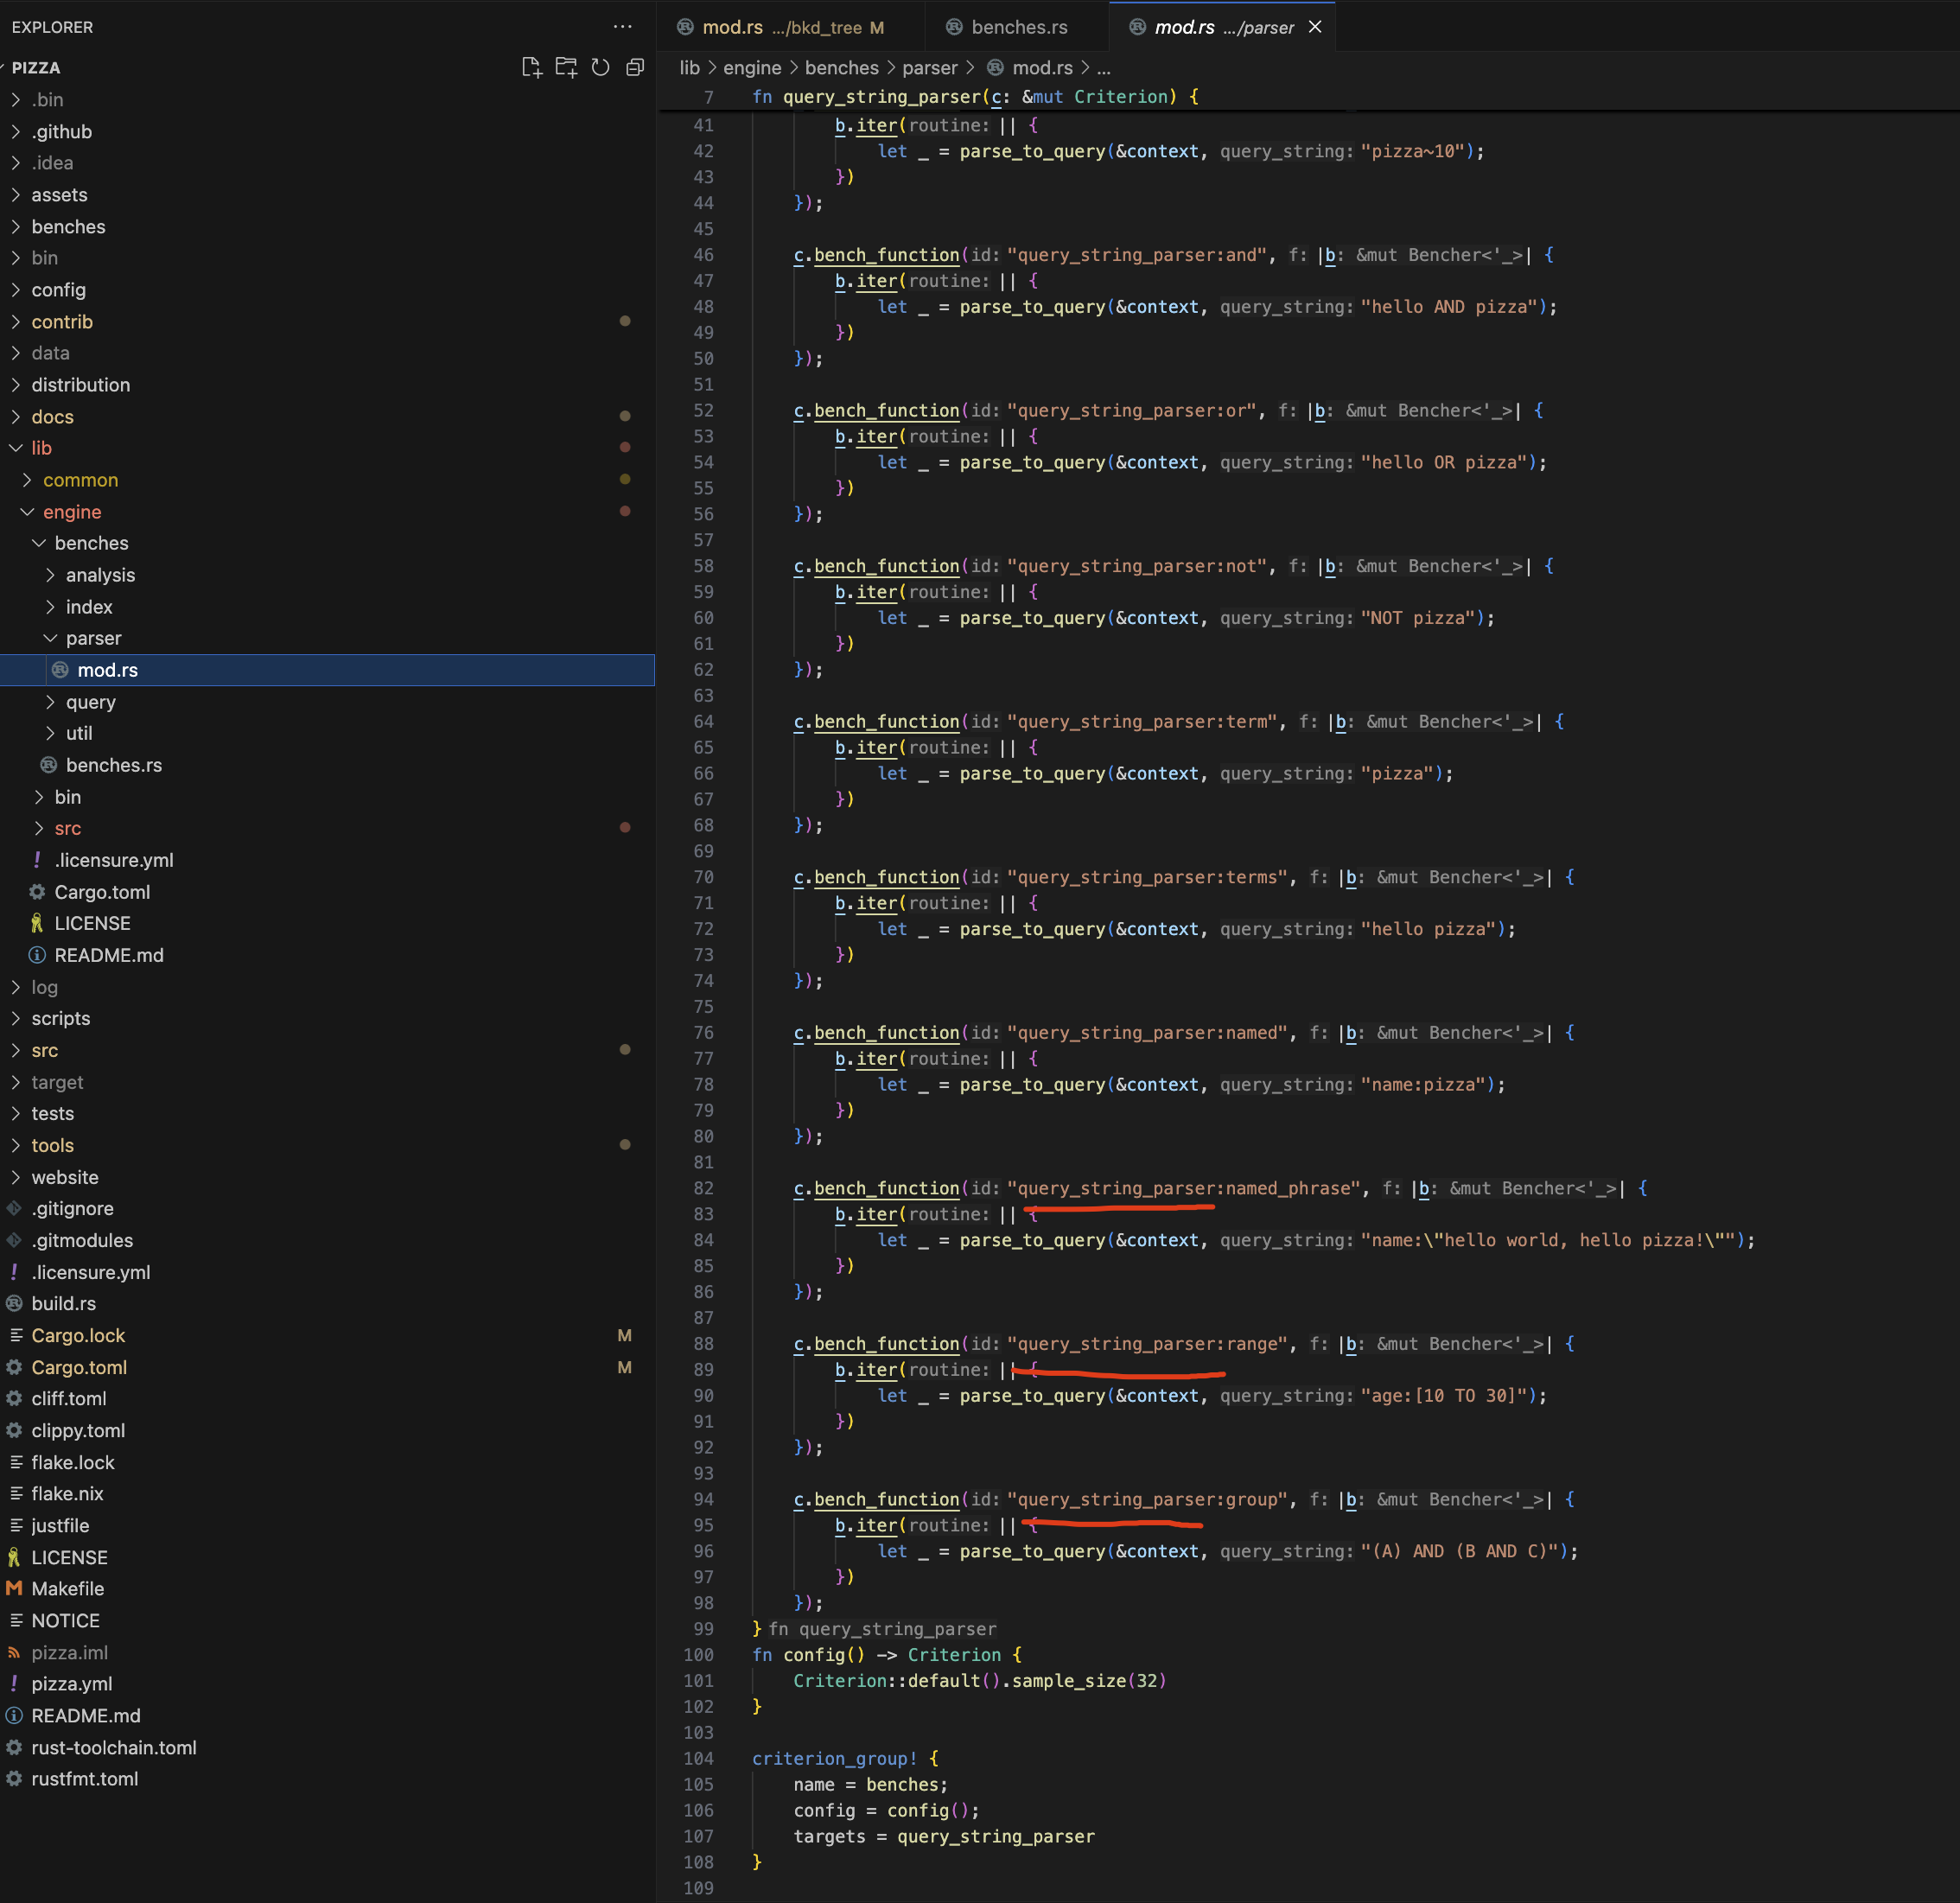 EXPLORER
···
PIZZA
.bin
.github
.idea
assets
benches
bin
config
contrib
data
distribution
docs
lib
common
engine
benches
analysis
index
parser
mod.rs
query
util
benches.rs
bin
src
.licensure.yml
Cargo.toml
LICENSE
README.md
log
scripts
src
target
tests
tools
website
.gitignore
.gitmodules
.licensure.yml
build.rs
Cargo.lock M
Cargo.toml M
cliff.toml
clippy.toml
flake.lock
flake.nix
justfile
LICENSE
Makefile
NOTICE
pizza.iml
pizza.yml
README.md
rust-toolchain.toml
rustfmt.toml
mod.rs .../bkd_tree M
benches.rs
mod.rs .../parser
lib > engine > benches > parser > mod.rs > ...
7 fn query_string_parser(c: &mut Criterion) {
41 b.iter(routine: || {
42 let _ = parse_to_query(&context, query_string: "pizza~10");
43 })
44 });
45
46 c.bench_function(id: "query_string_parser:and", f: |b: &mut Bencher<'_>| {
47 b.iter(routine: || {
48 let _ = parse_to_query(&context, query_string: "hello AND pizza");
49 })
50 });
51
52 c.bench_function(id: "query_string_parser:or", f: |b: &mut Bencher<'_>| {
53 b.iter(routine: || {
54 let _ = parse_to_query(&context, query_string: "hello OR pizza");
55 })
56 });
57
58 c.bench_function(id: "query_string_parser:not", f: |b: &mut Bencher<'_>| {
59 b.iter(routine: || {
60 let _ = parse_to_query(&context, query_string: "NOT pizza");
61 })
62 });
63
64 c.bench_function(id: "query_string_parser:term", f: |b: &mut Bencher<'_>| {
65 b.iter(routine: || {
66 let _ = parse_to_query(&context, query_string: "pizza");
67 })
68 });
69
70 c.bench_function(id: "query_string_parser:terms", f: |b: &mut Bencher<'_>| {
71 b.iter(routine: || {
72 let _ = parse_to_query(&context, query_string: "hello pizza");
73 })
74 });
75
76 c.bench_function(id: "query_string_parser:named", f: |b: &mut Bencher<'_>| {
77 b.iter(routine: || {
78 let _ = parse_to_query(&context, query_string: "name:pizza");
79 })
80 });
81
82 c.bench_function(id: "query_string_parser:named_phrase", f: |b: &mut Bencher<'_>| {
83 b.iter(routine: || {
84 let _ = parse_to_query(&context, query_string: "name:\"hello world, hello pizza!\"");
85 })
86 });
87
88 c.bench_function(id: "query_string_parser:range", f: |b: &mut Bencher<'_>| {
89 b.iter(routine: || {
90 let _ = parse_to_query(&context, query_string: "age:[10 TO 30]");
91 })
92 });
93
94 c.bench_function(id: "query_string_parser:group", f: |b: &mut Bencher<'_>| {
95 b.iter(routine: || {
96 let _ = parse_to_query(&context, query_string: "(A) AND (B AND C)");
97 })
98 });
99 } fn query_string_parser
100 fn config() -> Criterion {
101 Criterion::default().sample_size(32)
102 }
103
104 criterion_group! {
105 name = benches;
106 config = config();
107 targets = query_string_parser
108 }
109